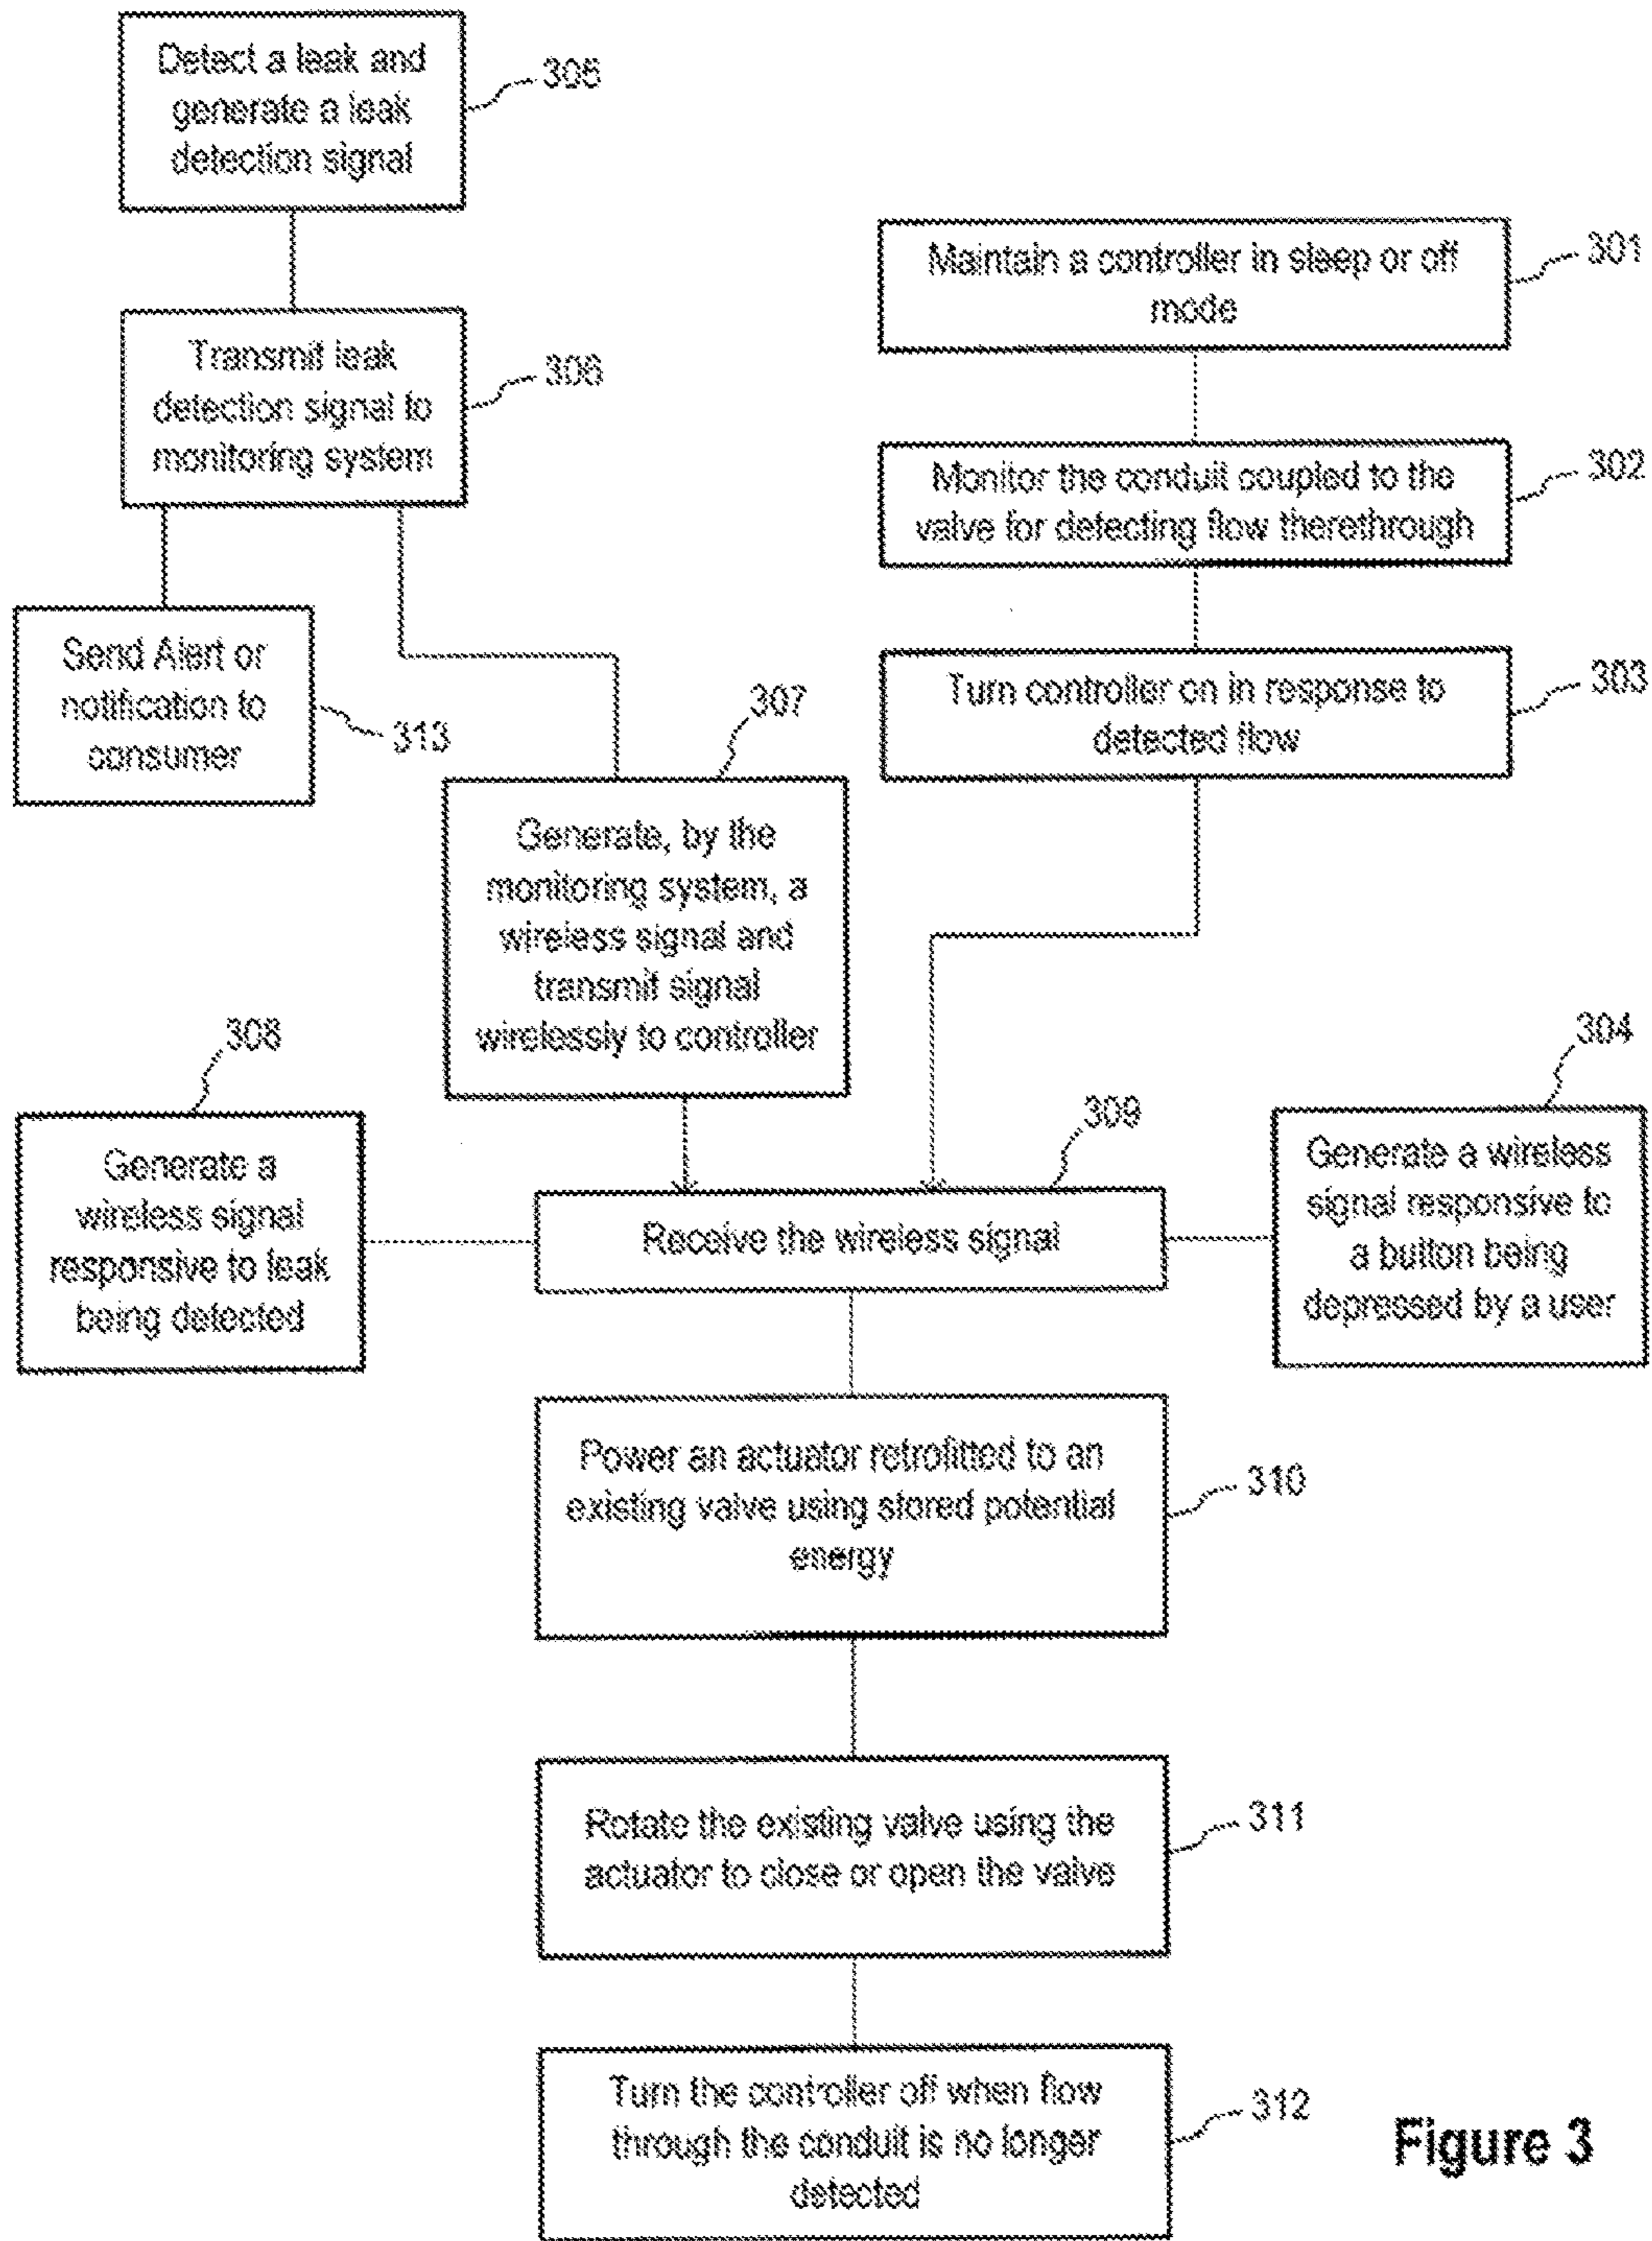 Detect a leak and
generate a leak
detection signal
305
Transmit leak
detection signal to
monitoring system
306
Send Alert or
notification to
consumer
313
Maintain a controller in sleep or off
mode
301
Monitor the conduit coupled to the
valve for detecting flow therethrough
302
Turn controller on in response to
detected flow
303
307
Generate, by the
monitoring system, a
wireless signal and
transmit signal
wirelessly to controller
308
Generate a
wireless signal
responsive to leak
being detected
309
Receive the wireless signal
304
Generate a wireless
signal responsive to
a button being
depressed by a user
Power an actuator retrofitted to an
existing valve using stored potential
energy
310
Rotate the existing valve using the
actuator to close or open the valve
311
Turn the controller off when flow
through the conduit is no longer
detected
312
Figure 3